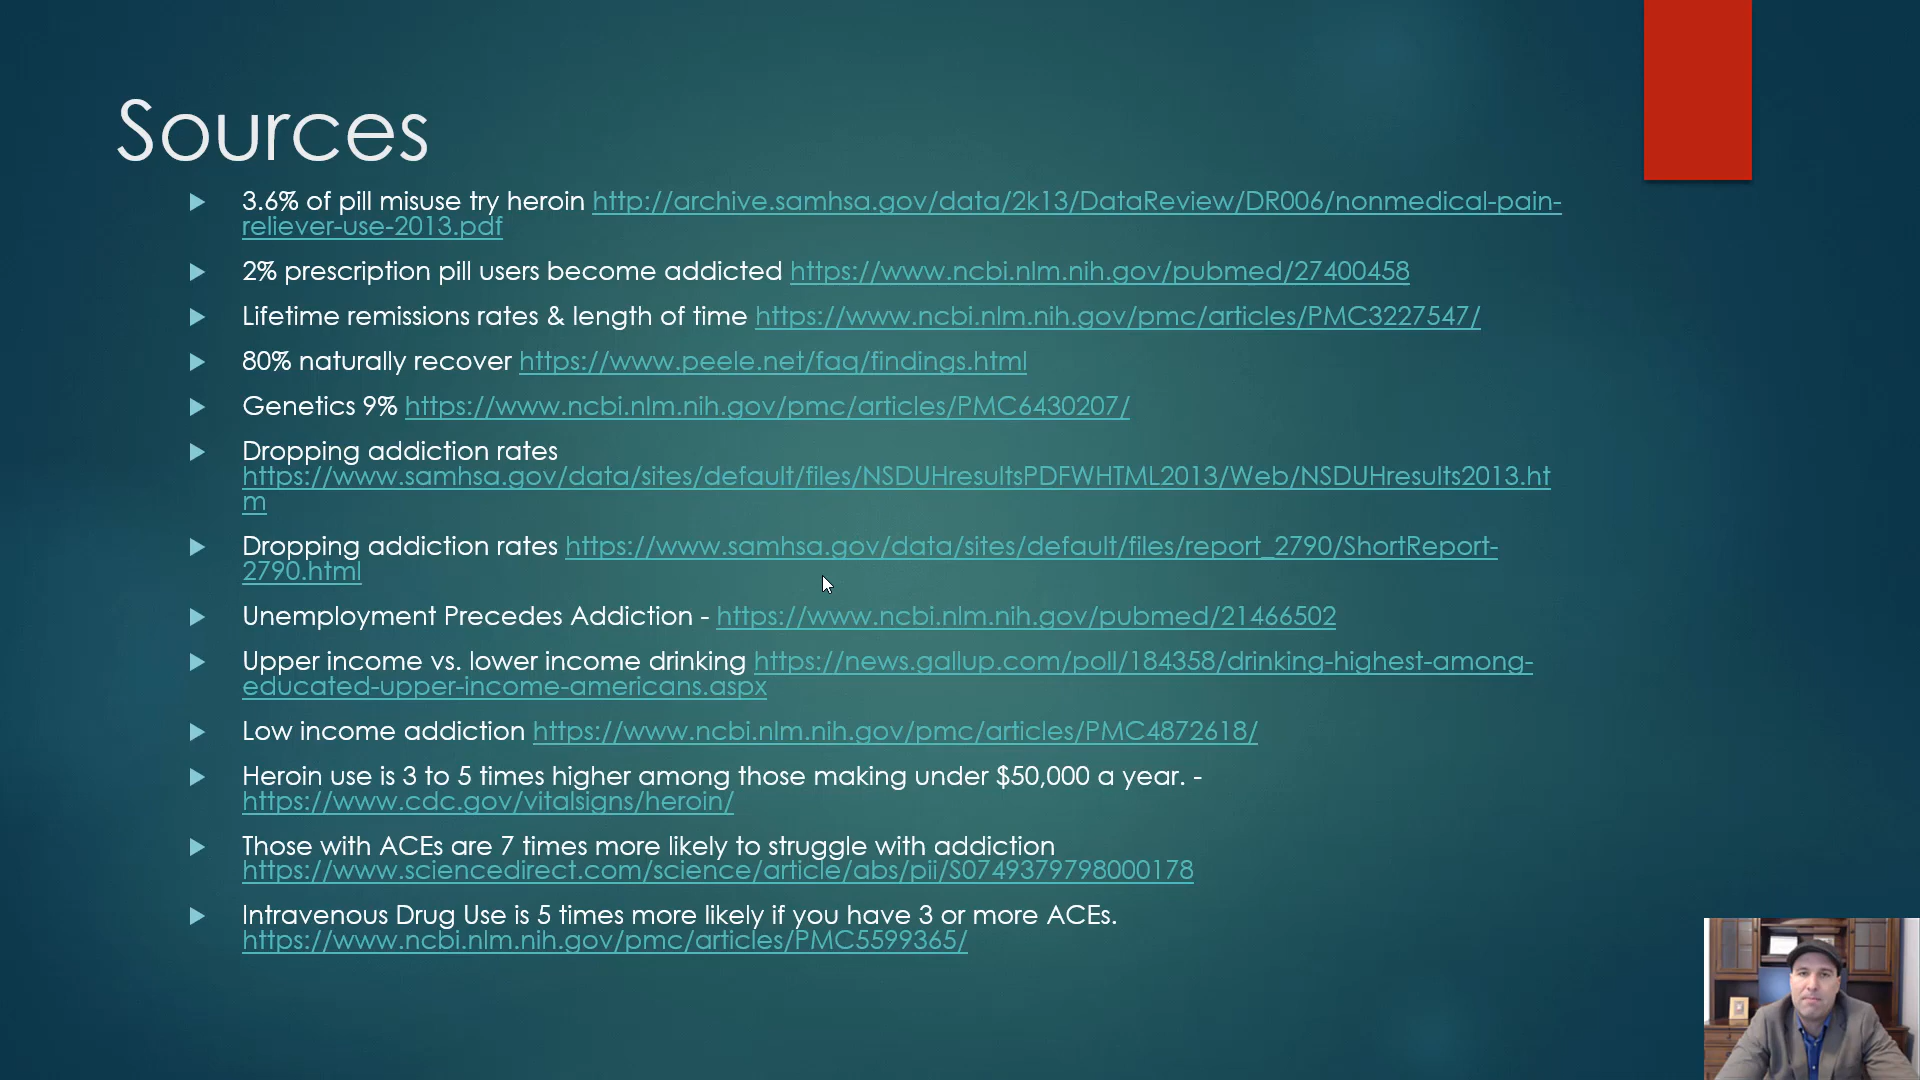 Sources
3.6% of pill misuse try heroin http://archive.samhsa.gov/data/2k13/DataReview/DR006/nonmedical-pain-
reliever-use-2013.pdf
2% prescription pill users become addicted https://www.ncbi.nlm.nih.gov/pubmed/27400458
Lifetime remissions rates & length of time https://www.ncbi.nlm.nih.gov/pmc/articles/PMC3227547/
80% naturally recover https://www.peele.net/faq/findings.html
Genetics 9% https://www.ncbi.nlm.nih.gov/pmc/articles/PMC6430207/
Dropping addiction rates
https://www.samhsa.gov/data/sites/default/files/NSDUHresultsPDFWHTML2013/Web/NSDUHresults2013.ht
m
Dropping addiction rates https://www.samhsa.gov/data/sites/default/files/report_2790/ShortReport-
2790.html
Unemployment Precedes Addiction - https://www.ncbi.nlm.nih.gov/pubmed/21466502
Upper income vs. lower income drinking https://news.gallup.com/poll/184358/drinking-highest-among-
educated-upper-income-americans.aspx
Low income addiction https://www.ncbi.nlm.nih.gov/pmc/articles/PMC4872618/
Heroin use is 3 to 5 times higher among those making under $50,000 a year. -
https://www.cdc.gov/vitalsigns/heroin/
Those with ACEs are 7 times more likely to struggle with addiction
https://www.sciencedirect.com/science/article/abs/pii/S0749379798000178
Intravenous Drug Use is 5 times more likely if you have 3 or more ACEs.
https://www.ncbi.nlm.nih.gov/pmc/articles/PMC5599365/